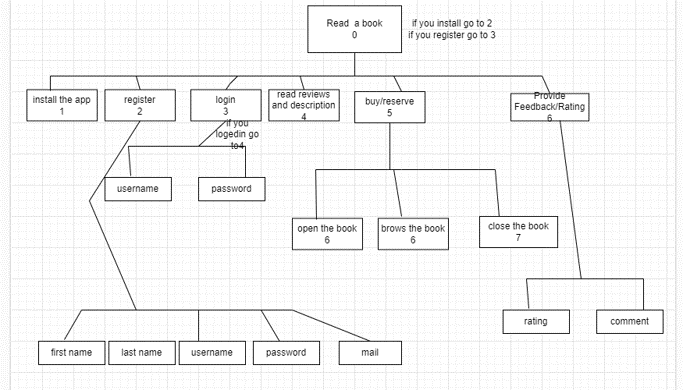 Read a book
0
if you install go to 2
if you register go to 3
install the app
1
register
2
login
3
read reviews
and description
4
buy/reserve
5
Provide
Feedback/Rating
6
if you
logedin go
to4
username
password
open the book
6
brows the book
6
close the book
7
rating
comment
first name
last name
username
password
mail